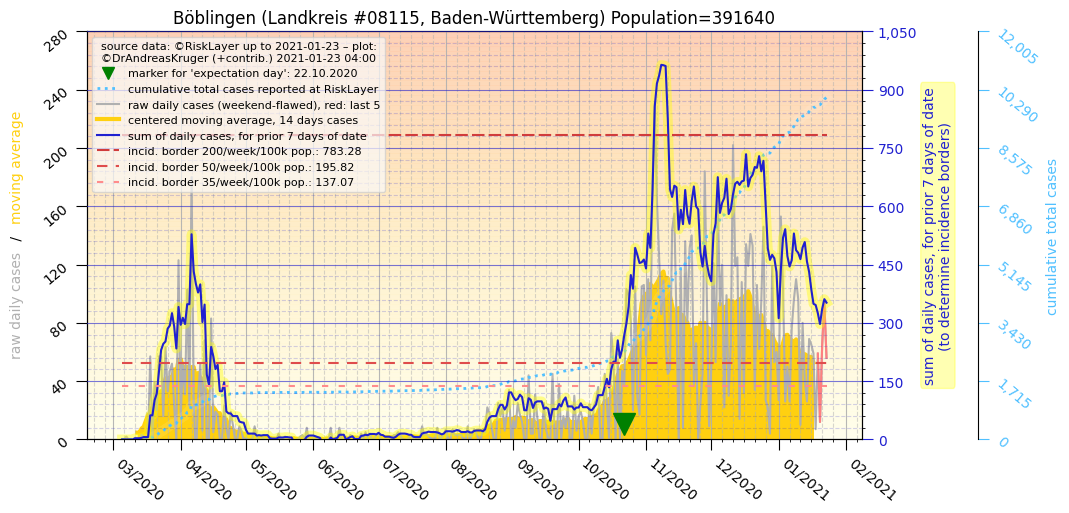 Böblingen (Landkreis #08115, Baden-Württemberg) Population=391640
source data: ©RiskLayer up to 2021-01-23 – plot:
©DrAndreasKruger (+contrib.) 2021-01-23 04:00
marker for 'expectation day': 22.10.2020
cumulative total cases reported at RiskLayer
raw daily cases (weekend-flawed), red: last 5
centered moving average, 14 days cases
sum of daily cases, for prior 7 days of date
incid. border 200/week/100k pop.: 783.28
incid. border 50/week/100k pop.: 195.82
incid. border 35/week/100k pop.: 137.07
raw daily cases / moving average
280
240
200
160
120
80
40
0
03/2020
04/2020
05/2020
06/2020
07/2020
08/2020
09/2020
10/2020
11/2020
12/2020
01/2021
02/2021
1,050
900
750
600
450
300
150
0
sum of daily cases, for prior 7 days of date
(to determine incidence borders)
12,005
10,290
8,575
6,860
5,145
3,430
1,715
0
cumulative total cases